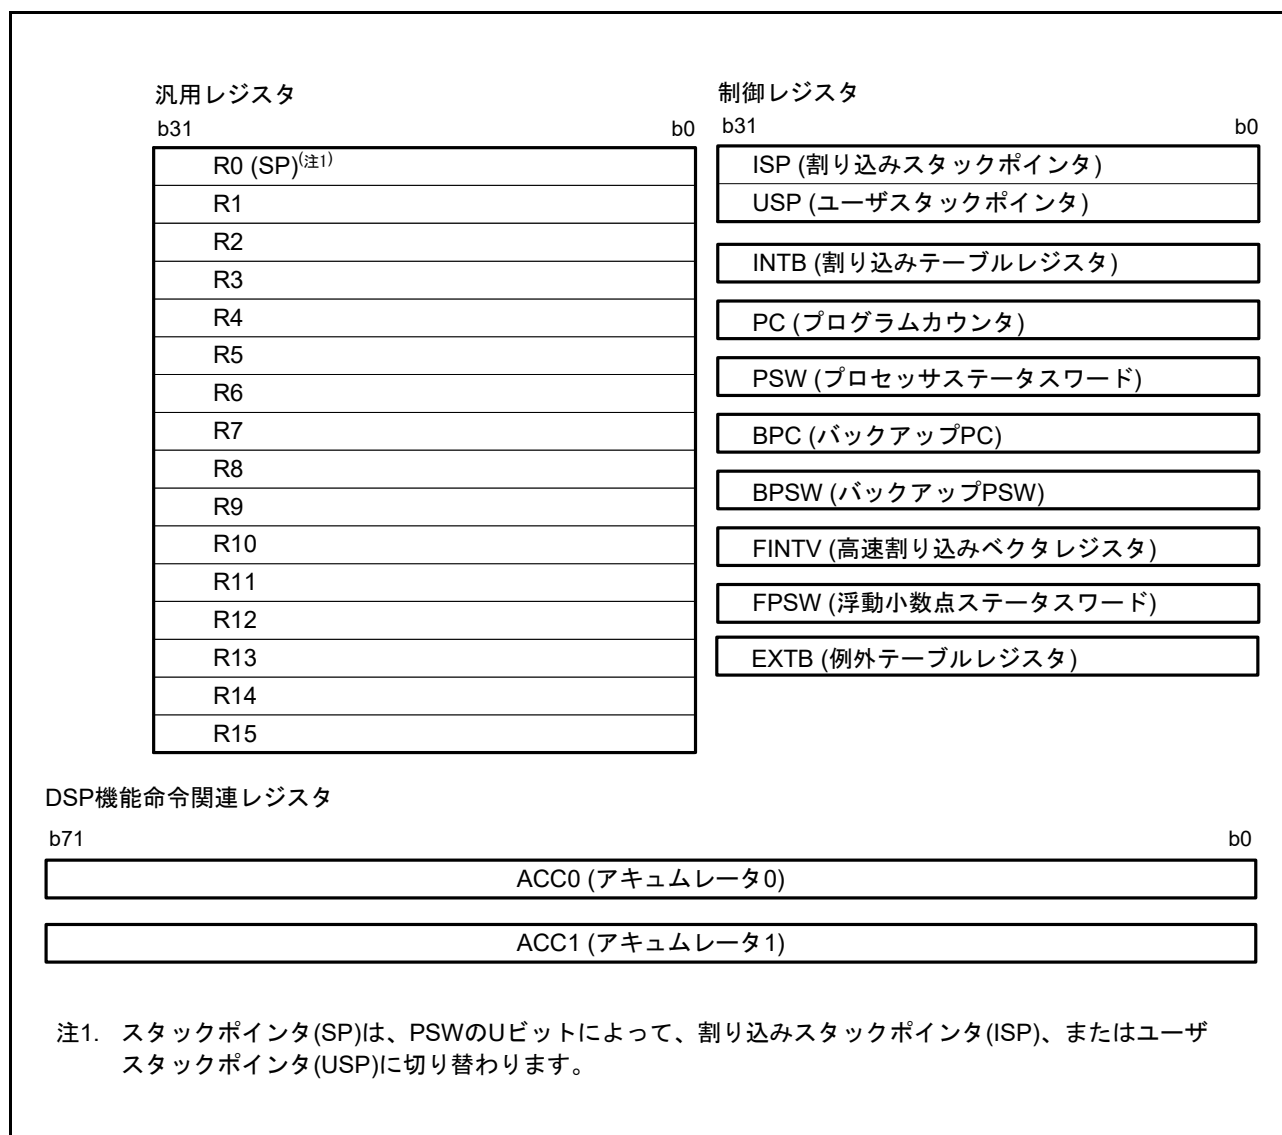 汎用レジスタ
b31 b0
R0 (SP)(注1)
R1
R2
R3
R4
R5
R6
R7
R8
R9
R10
R11
R12
R13
R14
R15
制御レジスタ
b31 b0
ISP (割り込みスタックポインタ)
USP (ユーザスタックポインタ)
INTB (割り込みテーブルレジスタ)
PC (プログラムカウンタ)
PSW (プロセッサステータスワード)
BPC (バックアップPC)
BPSW (バックアップPSW)
FINTV (高速割り込みベクタレジスタ)
FPSW (浮動小数点ステータスワード)
EXTB (例外テーブルレジスタ)
DSP機能命令関連レジスタ
b71 b0
ACC0 (アキュムレータ0)
ACC1 (アキュムレータ1)
注1. スタックポインタ(SP)は、PSWのUビットによって、割り込みスタックポインタ(ISP)、またはユーザ
スタックポインタ(USP)に切り替わります。